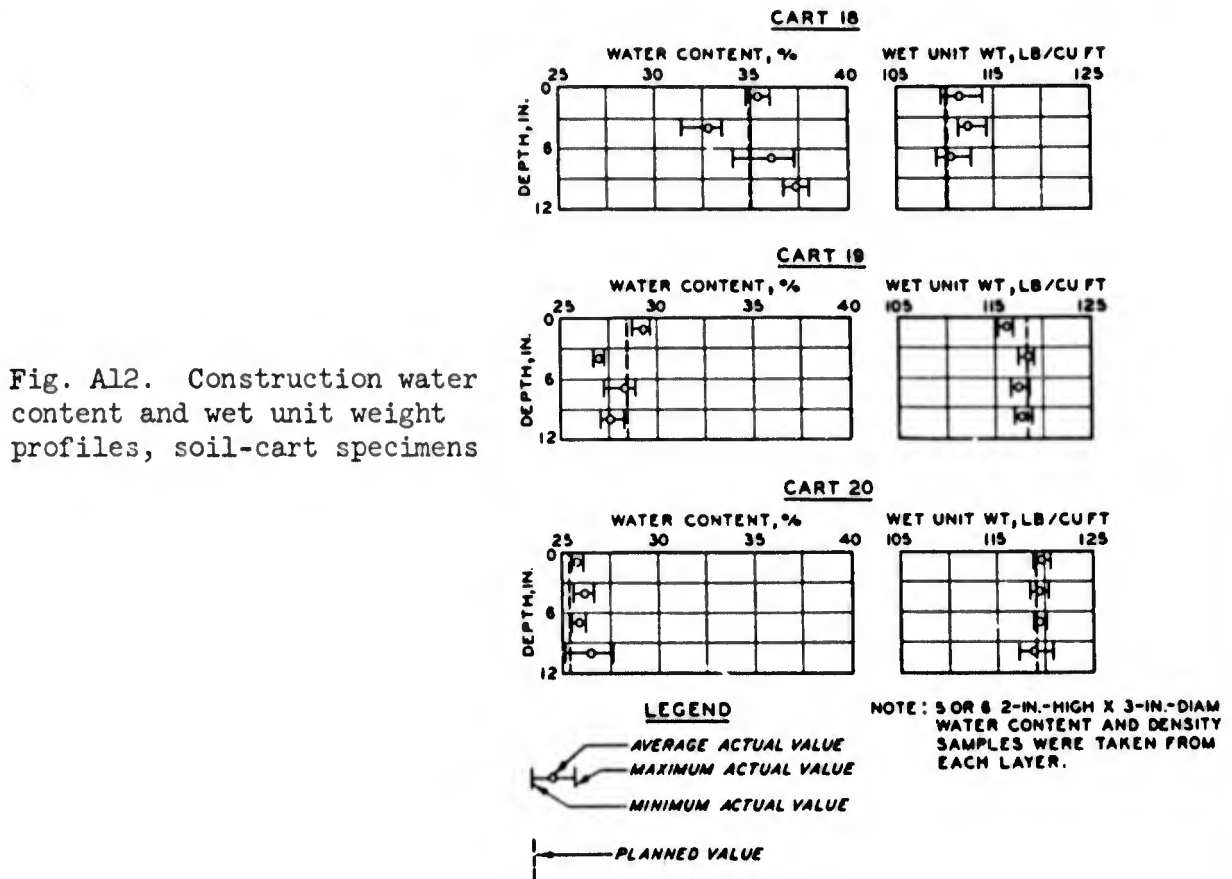 CART 18
WATER CONTENT, %
WET UNIT WT, LB/CU FT
25 30 35 40
105 115 125
DEPTH, IN.
0
6
12
CART 19
WATER CONTENT, %
WET UNIT WT, LB/CU FT
25 30 35 40
105 115 125
DEPTH, IN.
0
6
12
Fig. A12. Construction water
content and wet unit weight
profiles, soil-cart specimens
CART 20
WATER CONTENT, %
WET UNIT WT, LB/CU FT
25 30 35 40
105 115 125
DEPTH, IN.
0
6
12
LEGEND
AVERAGE ACTUAL VALUE
MAXIMUM ACTUAL VALUE
MINIMUM ACTUAL VALUE
PLANNED VALUE
NOTE: 5 OR 6 2-IN.-HIGH X 3-IN.-DIAM
WATER CONTENT AND DENSITY
SAMPLES WERE TAKEN FROM
EACH LAYER.